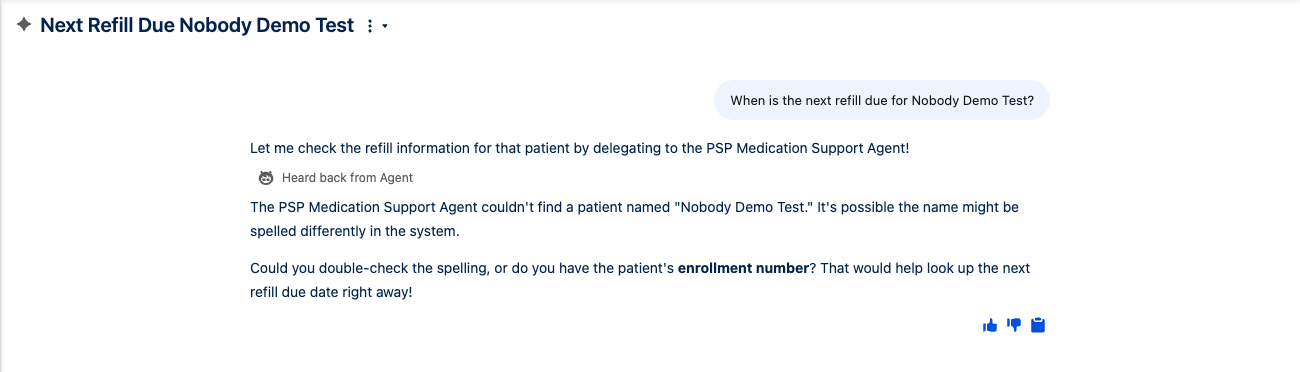 Next Refill Due Nobody Demo Test
When is the next refill due for Nobody Demo Test?
Let me check the refill information for that patient by delegating to the PSP Medication Support Agent!
Heard back from Agent
The PSP Medication Support Agent couldn't find a patient named "Nobody Demo Test." It's possible the name might be
spelled differently in the system.
Could you double-check the spelling, or do you have the patient's enrollment number? That would help look up the next
refill due date right away!